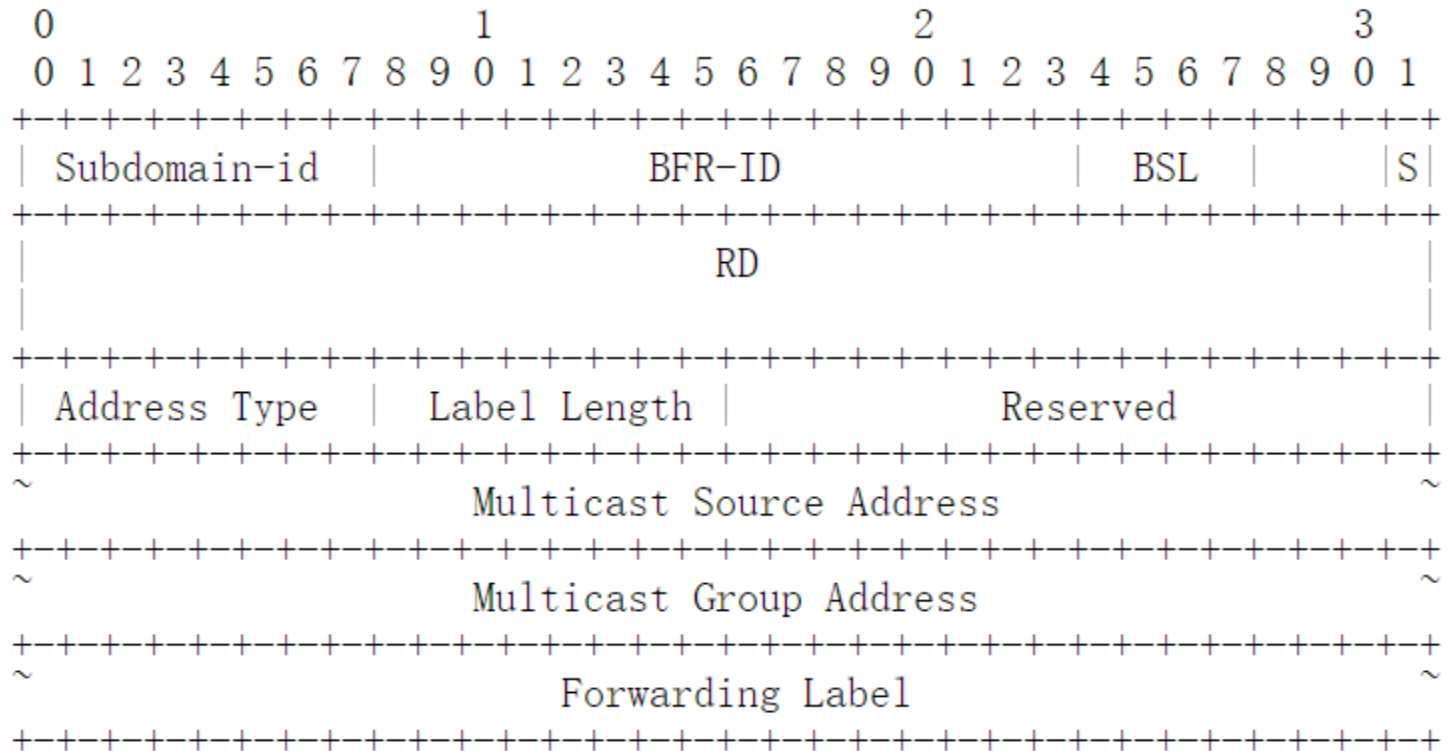 0                   1                   2                   3
0 1 2 3 4 5 6 7 8 9 0 1 2 3 4 5 6 7 8 9 0 1 2 3 4 5 6 7 8 9 0 1
+-+-+-+-+-+-+-+-+-+-+-+-+-+-+-+-+-+-+-+-+-+-+-+-+-+-+-+-+-+-+-+-+
| Subdomain-id  |            BFR-ID             |  BSL  |     |S|
+-+-+-+-+-+-+-+-+-+-+-+-+-+-+-+-+-+-+-+-+-+-+-+-+-+-+-+-+-+-+-+-+
|                               RD                              |
|                                                               |
+-+-+-+-+-+-+-+-+-+-+-+-+-+-+-+-+-+-+-+-+-+-+-+-+-+-+-+-+-+-+-+-+
| Address Type  |  Label Length |            Reserved           |
+-+-+-+-+-+-+-+-+-+-+-+-+-+-+-+-+-+-+-+-+-+-+-+-+-+-+-+-+-+-+-+-+
~                    Multicast Source Address                   ~
+-+-+-+-+-+-+-+-+-+-+-+-+-+-+-+-+-+-+-+-+-+-+-+-+-+-+-+-+-+-+-+-+
~                    Multicast Group Address                    ~
+-+-+-+-+-+-+-+-+-+-+-+-+-+-+-+-+-+-+-+-+-+-+-+-+-+-+-+-+-+-+-+-+
~                        Forwarding Label                       ~
+-+-+-+-+-+-+-+-+-+-+-+-+-+-+-+-+-+-+-+-+-+-+-+-+-+-+-+-+-+-+-+-+